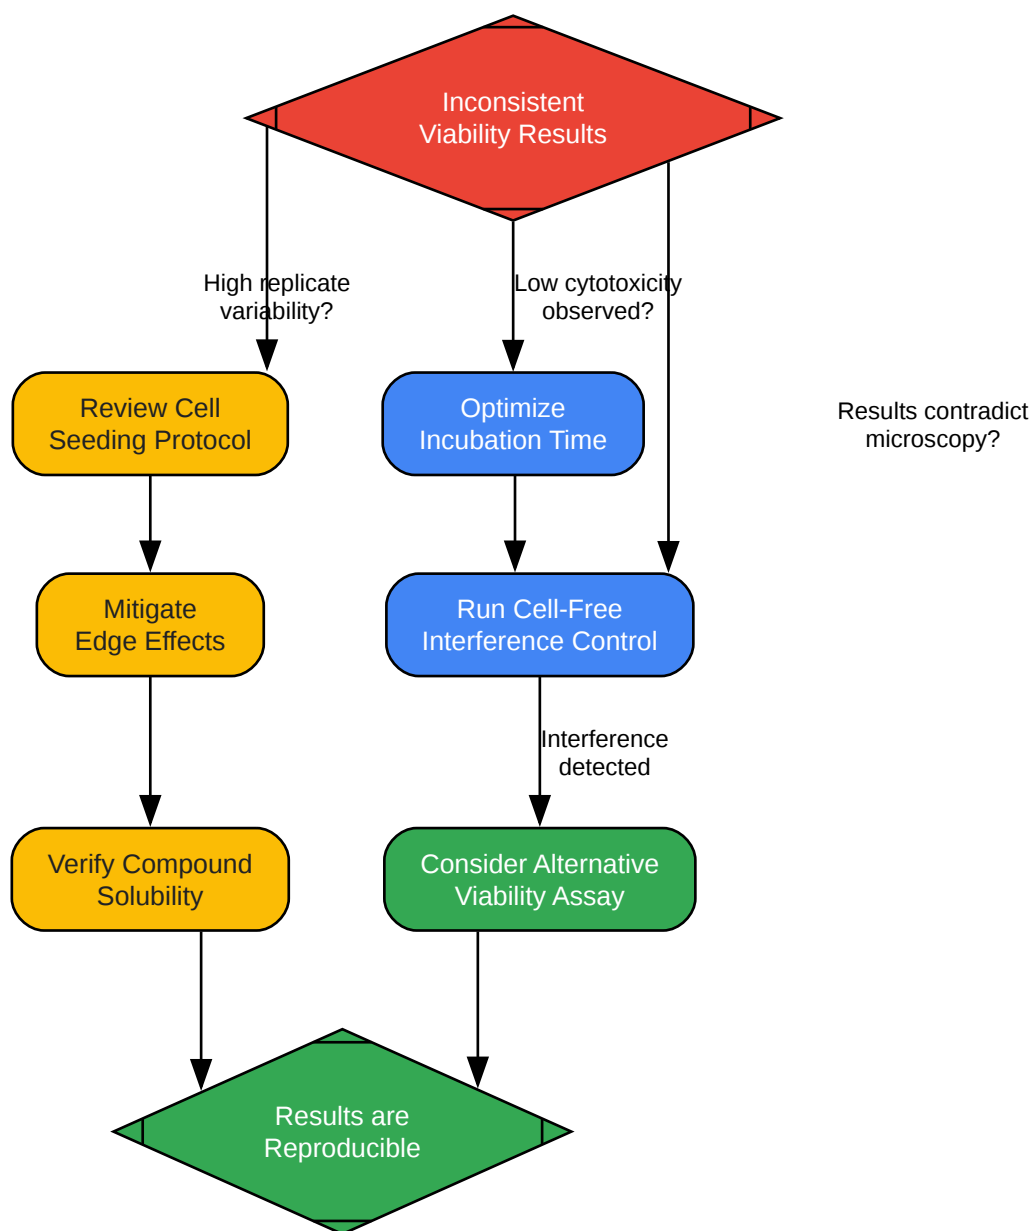 Inconsistent
Viability Results
High replicate
variability?
Low cytotoxicity
observed?
Results contradict
microscopy?
Review Cell
Seeding Protocol
Optimize
Incubation Time
Mitigate
Edge Effects
Run Cell-Free
Interference Control
Interference
detected
Verify Compound
Solubility
Consider Alternative
Viability Assay
Results are
Reproducible